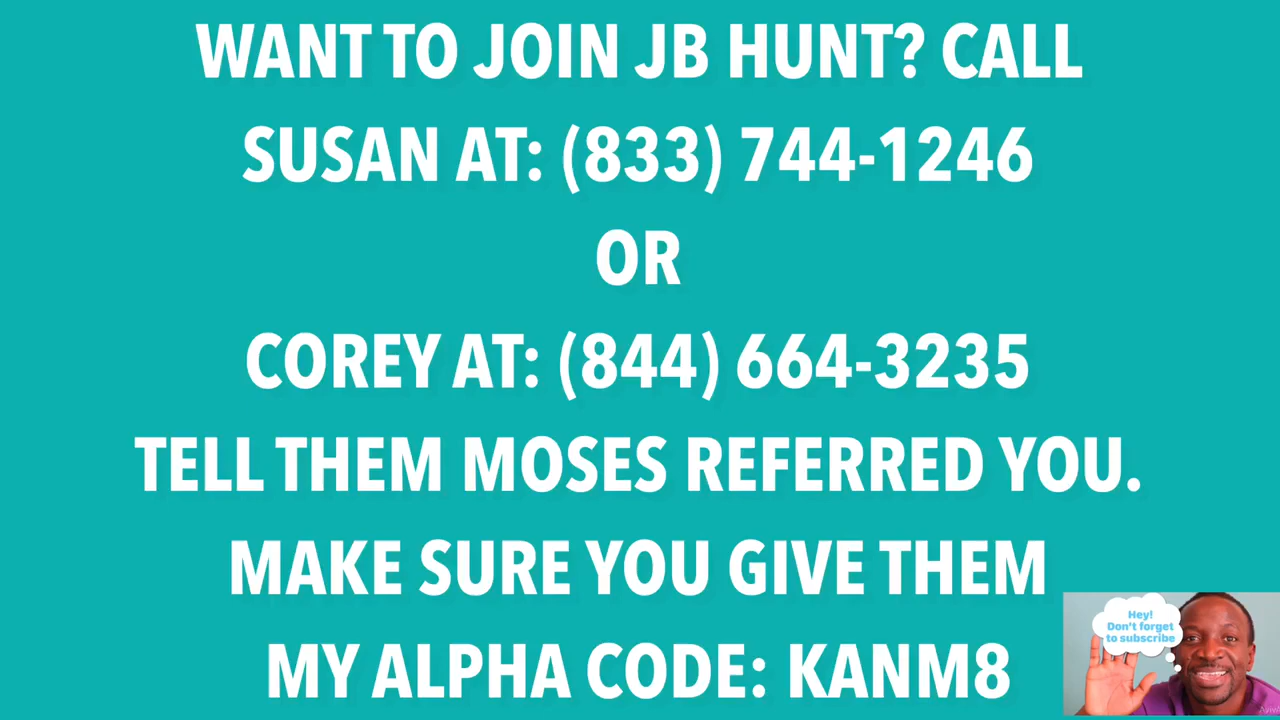 WANT TO JOIN JB HUNT? CALL
SUSAN AT: (833) 744-1246
OR
COREY AT: (844) 664-3235
TELL THEM MOSES REFERRED YOU.
MAKE SURE YOU GIVE THEM
MY ALPHA CODE: KANM8
Hey!
Don't forget
to subscribe